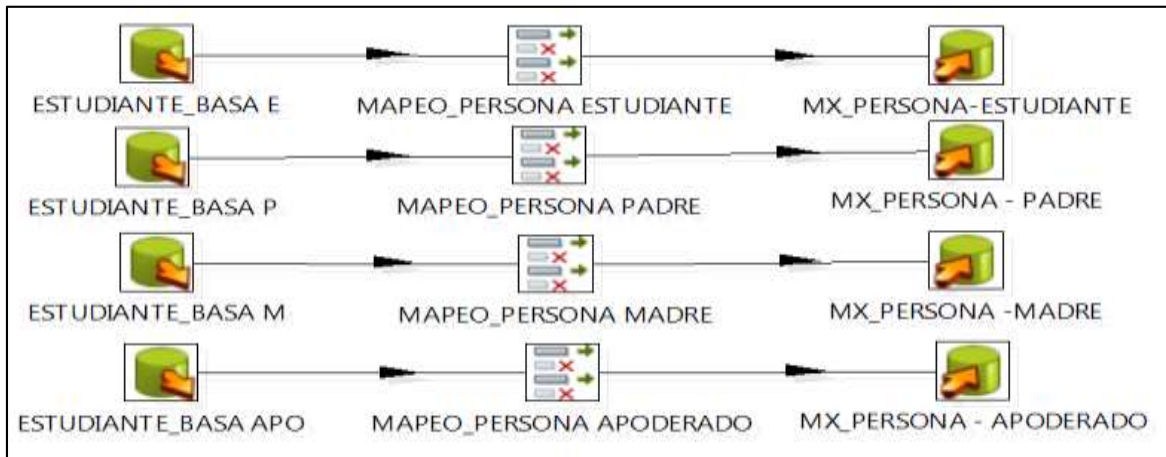 ESTUDIANTE_BASA E MAPEO_PERSONA ESTUDIANTE MX_PERSONA-ESTUDIANTE
ESTUDIANTE_BASA P MAPEO_PERSONA PADRE MX_PERSONA - PADRE
ESTUDIANTE_BASA M MAPEO_PERSONA MADRE MX_PERSONA -MADRE
ESTUDIANTE_BASA APO MAPEO_PERSONA APODERADO MX_PERSONA - APODERADO